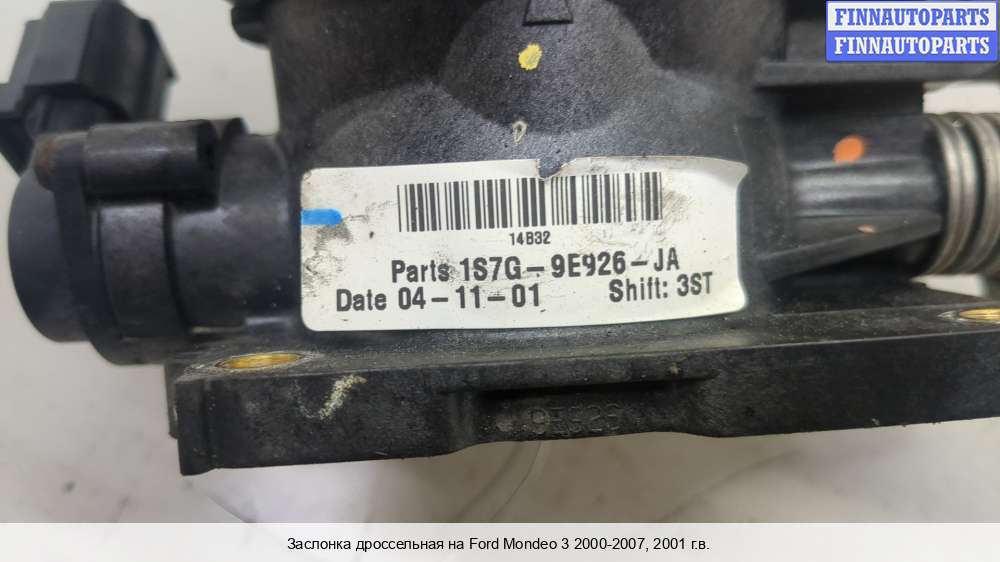 FINNAUTOPARTS
FINNAUTOPARTS
14B32
Parts 1S7G-9E926-JA
Date 04-11-01 Shift: 3ST
9E926
Заслонка дроссельная на Ford Mondeo 3 2000-2007, 2001 г.в.